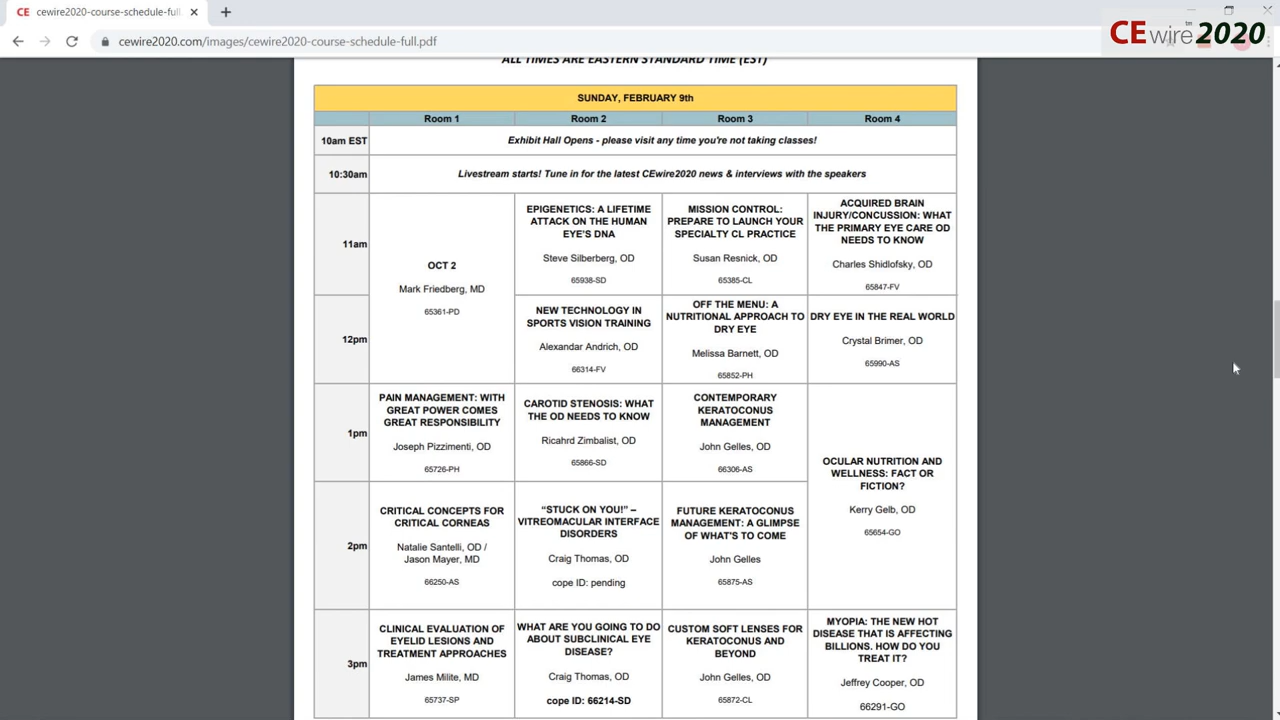 CE cewire2020-course-schedule-full.
cewire2020.com/images/cewire2020-course-schedule-full.pdf
CEwire™2020
ALL TIMES ARE EASTERN STANDARD TIME (EST)
SUNDAY, FEBRUARY 9th
Room 1 Room 2 Room 3 Room 4
10am EST
Exhibit Hall Opens - please visit any time you're not taking classes!
10:30am
Livestream starts! Tune in for the latest CEwire2020 news & interviews with the speakers
11am
OCT 2
Mark Friedberg, MD
65361-PD
EPIGENETICS: A LIFETIME
ATTACK ON THE HUMAN
EYE'S DNA
Steve Silberberg, OD
65938-SD
MISSION CONTROL:
PREPARE TO LAUNCH YOUR
SPECIALTY CL PRACTICE
Susan Resnick, OD
65385-CL
ACQUIRED BRAIN
INJURY/CONCUSSION: WHAT
THE PRIMARY EYE CARE OD
NEEDS TO KNOW
Charles Shidlofsky, OD
65847-FV
12pm
NEW TECHNOLOGY IN
SPORTS VISION TRAINING
Alexandar Andrich, OD
66314-FV
OFF THE MENU: A
NUTRITIONAL APPROACH TO
DRY EYE
Melissa Barnett, OD
65852-PH
DRY EYE IN THE REAL WORLD
Crystal Brimer, OD
65990-AS
1pm
PAIN MANAGEMENT: WITH
GREAT POWER COMES
GREAT RESPONSIBILITY
Joseph Pizzimenti, OD
65726-PH
CAROTID STENOSIS: WHAT
THE OD NEEDS TO KNOW
Ricahrd Zimbalist, OD
65866-SD
CONTEMPORARY
KERATOCONUS
MANAGEMENT
John Gelles, OD
66306-AS
OCULAR NUTRITION AND
WELLNESS: FACT OR
FICTION?
Kerry Gelb, OD
65654-GO
2pm
CRITICAL CONCEPTS FOR
CRITICAL CORNEAS
Natalie Santelli, OD /
Jason Mayer, MD
66250-AS
“STUCK ON YOU!” –
VITREOMACULAR INTERFACE
DISORDERS
Craig Thomas, OD
cope ID: pending
FUTURE KERATOCONUS
MANAGEMENT: A GLIMPSE
OF WHAT'S TO COME
John Gelles
65875-AS
3pm
CLINICAL EVALUATION OF
EYELID LESIONS AND
TREATMENT APPROACHES
James Milite, MD
65737-SP
WHAT ARE YOU GOING TO DO
ABOUT SUBCLINICAL EYE
DISEASE?
Craig Thomas, OD
cope ID: 66214-SD
CUSTOM SOFT LENSES FOR
KERATOCONUS AND
BEYOND
John Gelles, OD
65872-CL
MYOPIA: THE NEW HOT
DISEASE THAT IS AFFECTING
BILLIONS. HOW DO YOU
TREAT IT?
Jeffrey Cooper, OD
66291-GO